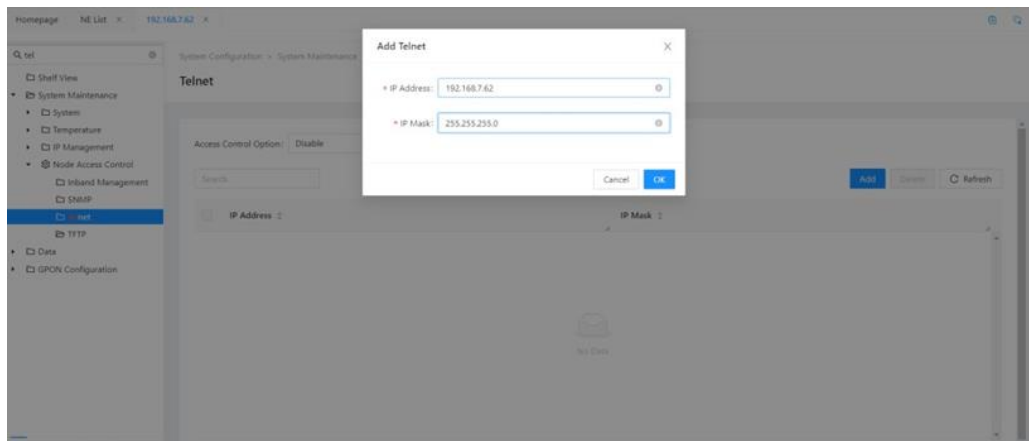 Homepage NE List × 192.168.7.62 ×
tel
System Configuration > System Maintenance
Add Telnet
* IP Address: 192.168.7.62
* IP Mask: 255.255.255.0
Cancel OK
Shelf View
System Maintenance
System
Temperature
IP Management
Node Access Control
Inband Management
SNMP
Telnet
TFTP
Data
GPON Configuration
Telnet
Access Control Option: Disable
Search
Add Delete Refresh
IP Address IP Mask
No Data